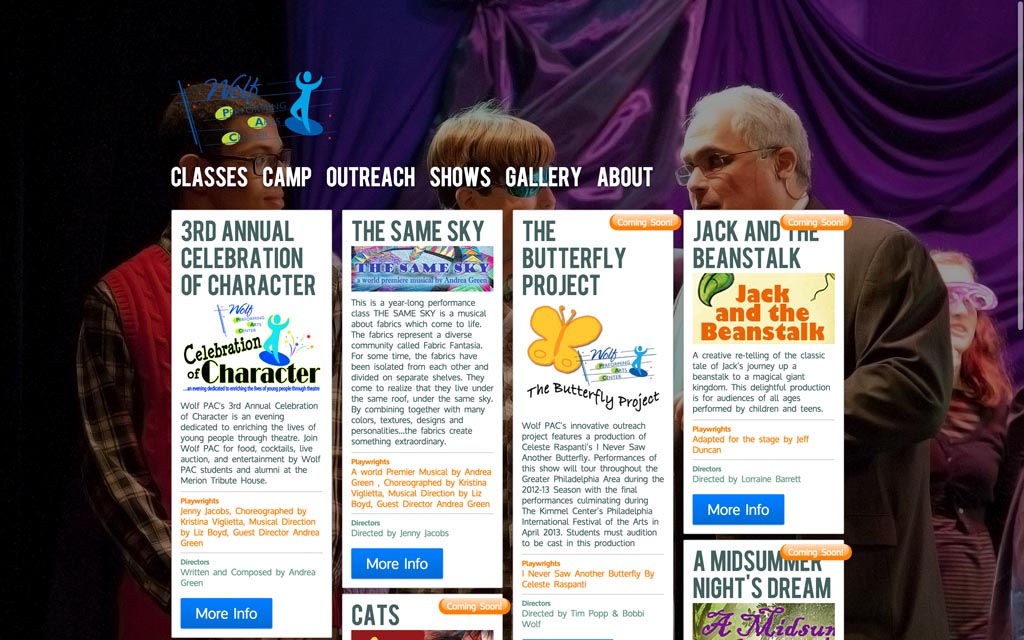 Wolf
PERFORMING
A
C
CLASSES CAMP OUTREACH SHOWS GALLERY ABOUT
3RD ANNUAL
CELEBRATION
OF CHARACTER
Wolf
PERFORMING
ARTS
CENTER
Celebration
of Character
...an evening dedicated to enriching the lives of young people through theatre
Wolf PAC's 3rd Annual Celebration
of Character is an evening
dedicated to enriching the lives of
young people through theatre. Join
Wolf PAC for food, cocktails, live
auction, and entertainment by Wolf
PAC students and alumni at the
Merion Tribute House.
Playwrights
Jenny Jacobs, Choreographed by
Kristina Viglietta, Musical Direction
by Liz Boyd, Guest Director Andrea
Green
Directors
Written and Composed by Andrea
Green
More Info
THE SAME SKY
THE SAME SKY
a world premiere musical by Andrea Green
This is a year-long performance
class THE SAME SKY is a musical
about fabrics which come to life.
The fabrics represent a diverse
community called Fabric Fantasia.
For some time, the fabrics have
been isolated from each other and
divided on separate shelves. They
come to realize that they live under
the same roof, under the same sky.
By combining together with many
colors, textures, designs and
personalities...the fabrics create
something extraordinary.
Playwrights
A world Premier Musical by Andrea
Green , Choreographed by Kristina
Viglietta, Musical Direction by Liz
Boyd, Guest Director Andrea Green
Directors
Directed by Jenny Jacobs
More Info
Coming Soon!
CATS
Coming Soon!
THE
BUTTERFLY
PROJECT
Wolf
PERFORMING
ARTS
CENTER
The Butterfly Project
Wolf PAC's innovative outreach
project features a production of
Celeste Raspanti's I Never Saw
Another Butterfly. Performances of
this show will tour throughout the
Greater Philadelphia Area during the
2012-13 Season with the final
performances culminating during
The Kimmel Center's Philadelphia
International Festival of the Arts in
April 2013. Students must audition
to be cast in this production
Playwrights
I Never Saw Another Butterfly By
Celeste Raspanti
Directors
Directed by Tim Popp & Bobbi
Wolf
Coming Soon!
JACK AND THE
BEANSTALK
Jack
and the
Beanstalk
A creative re-telling of the classic
tale of Jack's journey up a
beanstalk to a magical giant
kingdom. This delightful production
is for audiences of all ages
performed by children and teens.
Playwrights
Adapted for the stage by Jeff
Duncan
Directors
Directed by Lorraine Barrett
More Info
Coming Soon!
A MIDSUMMER
NIGHT'S DREAM
A Midsum